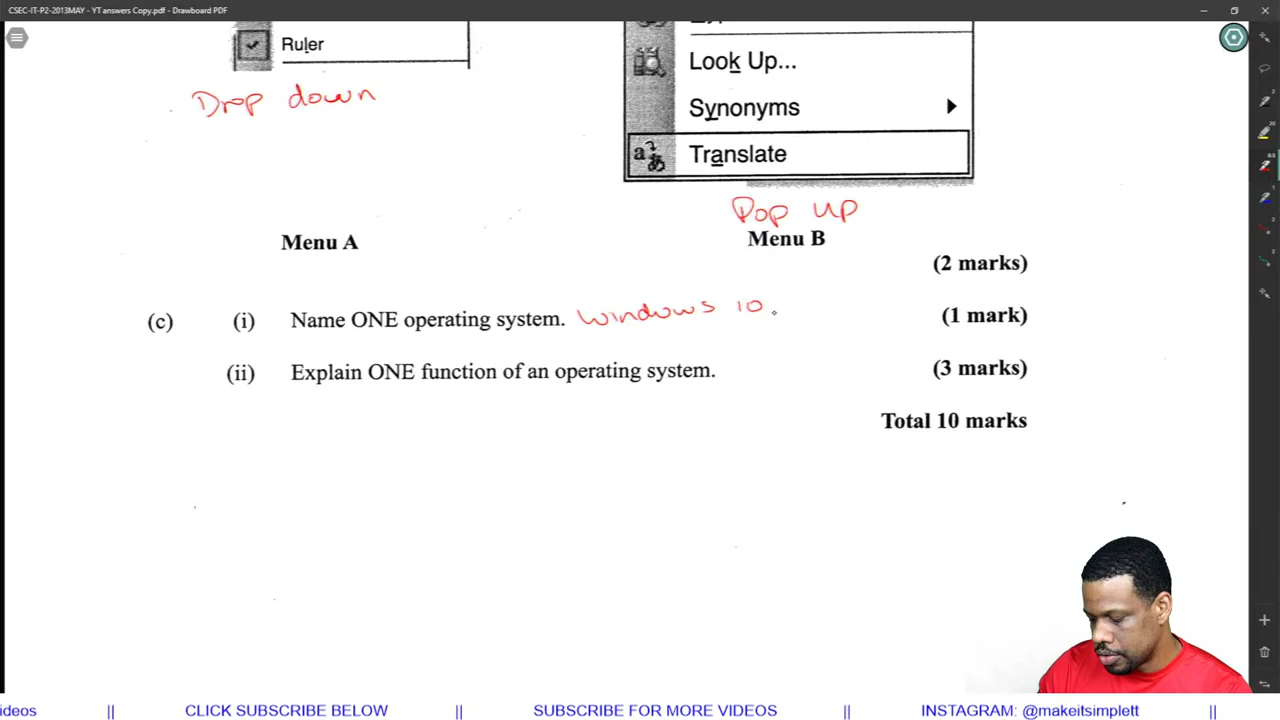 CSEC-IT-P2-2013MAY - YT answers Copy.pdf - Drawboard PDF
Ruler
Look Up...
Synonyms
Translate
Drop down
Pop up
Menu A
Menu B
(2 marks)
(c) (i) Name ONE operating system. Windows 10 (1 mark)
(ii) Explain ONE function of an operating system. (3 marks)
Total 10 marks
ideos || CLICK SUBSCRIBE BELOW || SUBSCRIBE FOR MORE VIDEOS || INSTAGRAM: @makeitsimplett ||